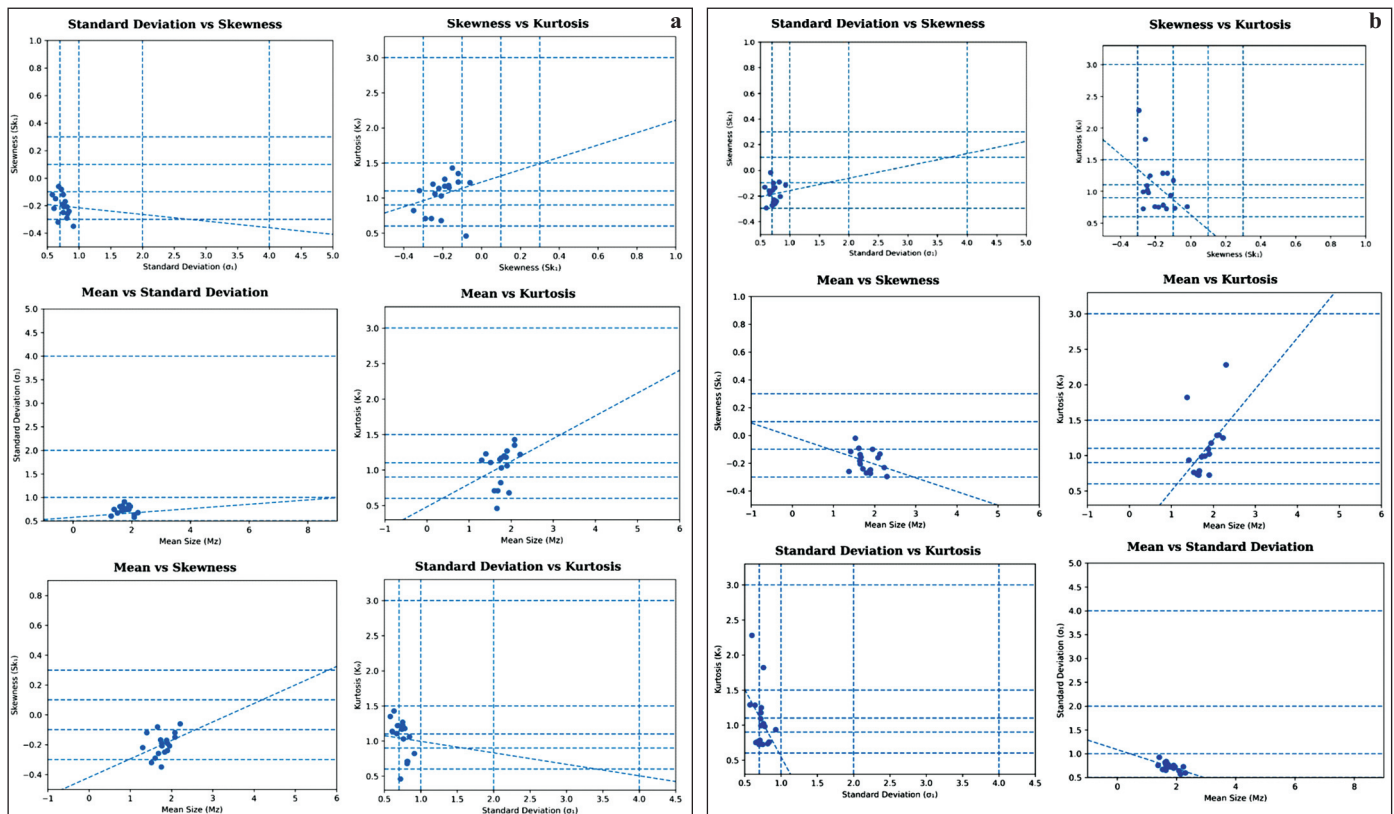 a
Standard Deviation vs Skewness
1.0
0.8
0.6
0.4
0.2
0.0
−0.2
−0.4
Skewness (Sk₁)
0.5 1.0 1.5 2.0 2.5 3.0 3.5 4.0 4.5 5.0
Standard Deviation (σ₁)
Skewness vs Kurtosis
3.0
2.5
2.0
1.5
1.0
0.5
Kurtosis (K₉)
−0.4 −0.2 0.0 0.2 0.4 0.6 0.8 1.0
Skewness (Sk₁)
Mean vs Standard Deviation
5.0
4.5
4.0
3.5
3.0
2.5
2.0
1.5
1.0
0.5
Standard Deviation (σ₁)
0 2 4 6 8
Mean Size (Mz)
Mean vs Kurtosis
3.0
2.5
2.0
1.5
1.0
0.5
Kurtosis (K₉)
−1 0 1 2 3 4 5 6
Mean Size (Mz)
Mean vs Skewness
0.8
0.6
0.4
0.2
0.0
−0.2
−0.4
Skewness (Sk₁)
0 1 2 3 4 5 6
Mean Size (Mz)
Standard Deviation vs Kurtosis
3.0
2.5
2.0
1.5
1.0
0.5
Kurtosis (K₉)
0.5 1.0 1.5 2.0 2.5 3.0 3.5 4.0 4.5
Standard Deviation (σ₁)
b
Standard Deviation vs Skewness
1.0
0.8
0.6
0.4
0.2
0.0
−0.2
−0.4
Skewness (Sk₁)
0.5 1.0 1.5 2.0 2.5 3.0 3.5 4.0 4.5 5.0
Standard Deviation (σ₁)
Skewness vs Kurtosis
3.0
2.5
2.0
1.5
1.0
0.5
Kurtosis (K₉)
−0.4 −0.2 0.0 0.2 0.4 0.6 0.8 1.0
Skewness (Sk₁)
Mean vs Skewness
1.0
0.8
0.6
0.4
0.2
0.0
−0.2
−0.4
Skewness (Sk₁)
−1 0 1 2 3 4 5 6
Mean Size (Mz)
Mean vs Kurtosis
3.0
2.5
2.0
1.5
1.0
0.5
Kurtosis (K₉)
−1 0 1 2 3 4 5 6
Mean Size (Mz)
Standard Deviation vs Kurtosis
3.0
2.5
2.0
1.5
1.0
0.5
Kurtosis (K₉)
0.5 1.0 1.5 2.0 2.5 3.0 3.5 4.0 4.5
Standard Deviation (σ₁)
Mean vs Standard Deviation
5.0
4.5
4.0
3.5
3.0
2.5
2.0
1.5
1.0
0.5
Standard Deviation (σ₁)
0 2 4 6 8
Mean Size (Mz)